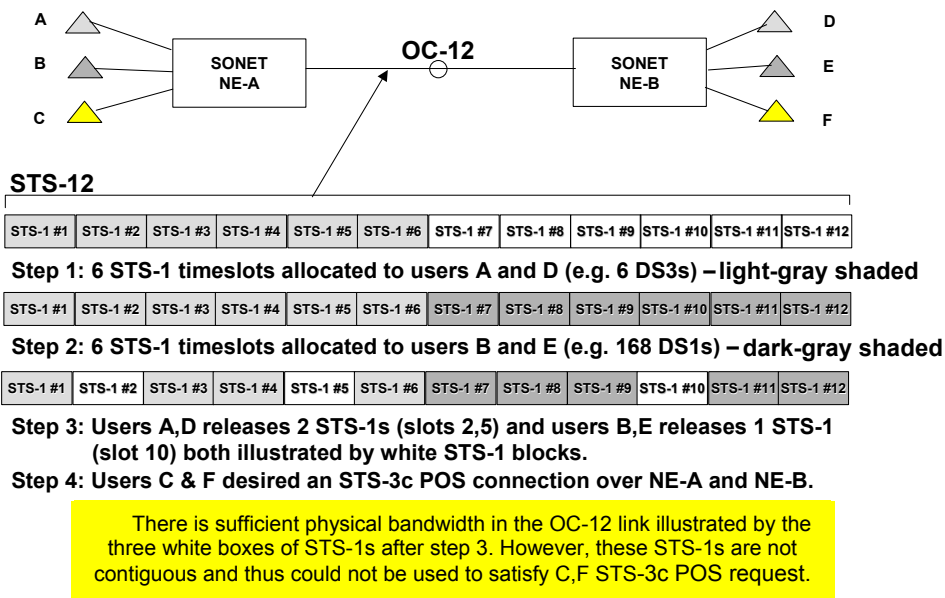 A
B
C
SONET
NE-A
OC-12
SONET
NE-B
D
E
F
STS-12
STS-1 #1 STS-1 #2 STS-1 #3 STS-1 #4 STS-1 #5 STS-1 #6 STS-1 #7 STS-1 #8 STS-1 #9 STS-1 #10 STS-1 #11 STS-1 #12
Step 1: 6 STS-1 timeslots allocated to users A and D (e.g. 6 DS3s) – light-gray shaded
STS-1 #1 STS-1 #2 STS-1 #3 STS-1 #4 STS-1 #5 STS-1 #6 STS-1 #7 STS-1 #8 STS-1 #9 STS-1 #10 STS-1 #11 STS-1 #12
Step 2: 6 STS-1 timeslots allocated to users B and E (e.g. 168 DS1s) – dark-gray shaded
STS-1 #1 STS-1 #2 STS-1 #3 STS-1 #4 STS-1 #5 STS-1 #6 STS-1 #7 STS-1 #8 STS-1 #9 STS-1 #10 STS-1 #11 STS-1 #12
Step 3: Users A,D releases 2 STS-1s (slots 2,5) and users B,E releases 1 STS-1
(slot 10) both illustrated by white STS-1 blocks.
Step 4: Users C & F desired an STS-3c POS connection over NE-A and NE-B.
There is sufficient physical bandwidth in the OC-12 link illustrated by the
three white boxes of STS-1s after step 3. However, these STS-1s are not
contiguous and thus could not be used to satisfy C,F STS-3c POS request.